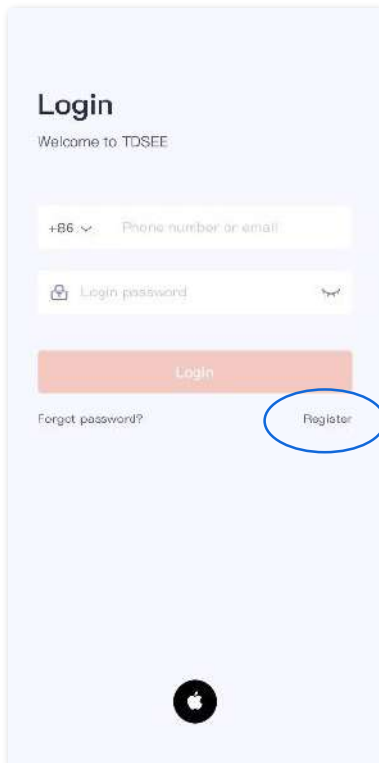 Login
Welcome to TDSEE
+86
Phone number or email
Login password
Login
Forgot password?
Register